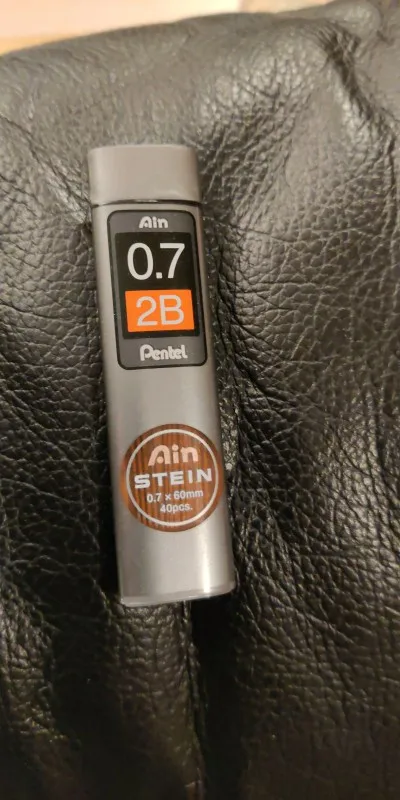 Ain
0.7
2B
Pentel
Ain
STEIN
0.7 × 60mm
40pcs.